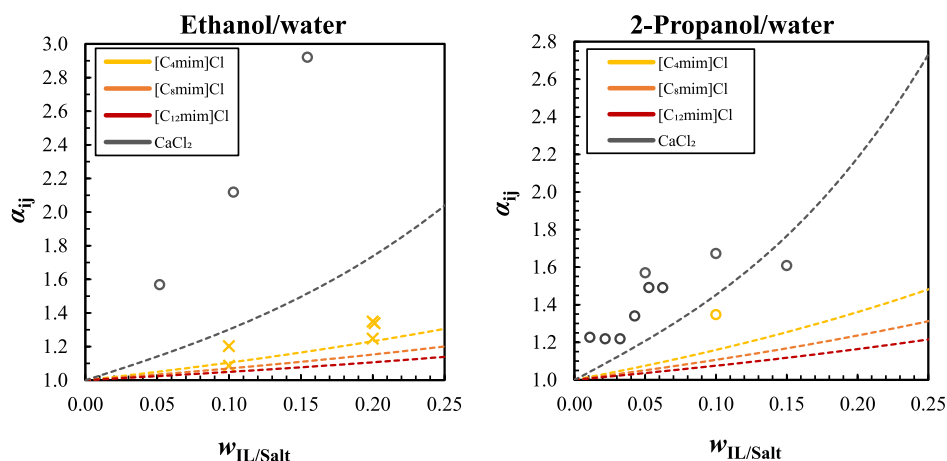 Ethanol/water
3.0
2.8
2.6
2.4
2.2
2.0
1.8
1.6
1.4
1.2
1.0
αij
[C₄mim]Cl
[C₈mim]Cl
[C₁₂mim]Cl
CaCl₂
0.00 0.05 0.10 0.15 0.20 0.25
wIL/Salt
2-Propanol/water
2.8
2.6
2.4
2.2
2.0
1.8
1.6
1.4
1.2
1.0
αij
[C₄mim]Cl
[C₈mim]Cl
[C₁₂mim]Cl
CaCl₂
0.00 0.05 0.10 0.15 0.20 0.25
wIL/Salt